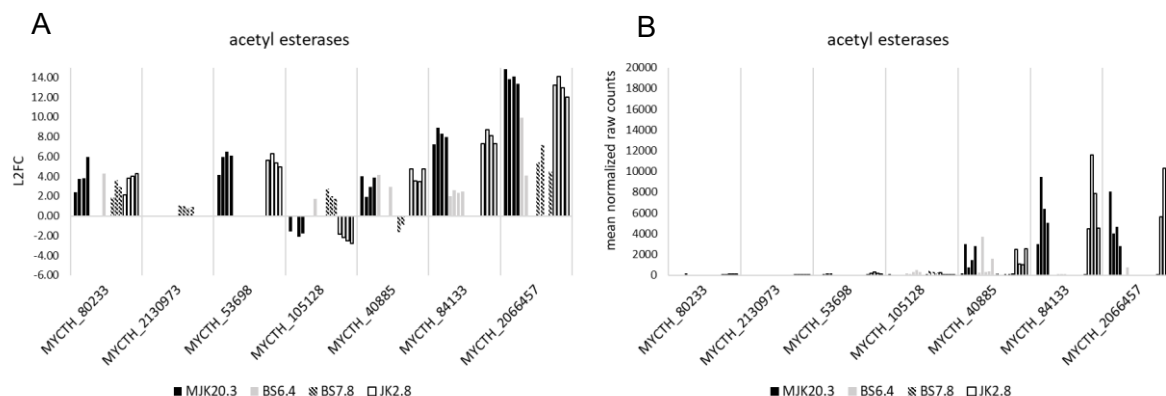 A
acetyl esterases
L2FC
14.00
12.00
10.00
8.00
6.00
4.00
2.00
0.00
-2.00
-4.00
-6.00
MYCTH_80233
MYCTH_2130973
MYCTH_53698
MYCTH_105128
MYCTH_40885
MYCTH_84133
MYCTH_2066457
MJK20.3 BS6.4 BS7.8 JK2.8
B
acetyl esterases
mean normalized raw counts
20000
18000
16000
14000
12000
10000
8000
6000
4000
2000
0
MYCTH_80233
MYCTH_2130973
MYCTH_53698
MYCTH_105128
MYCTH_40885
MYCTH_84133
MYCTH_2066457
MJK20.3 BS6.4 BS7.8 JK2.8